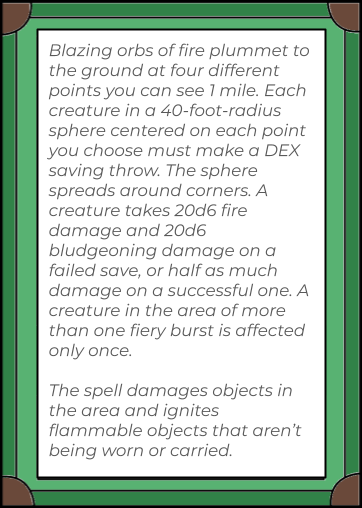 Blazing orbs of fire plummet to
the ground at four different
points you can see 1 mile. Each
creature in a 40-foot-radius
sphere centered on each point
you choose must make a DEX
saving throw. The sphere
spreads around corners. A
creature takes 20d6 fire
damage and 20d6
bludgeoning damage on a
failed save, or half as much
damage on a successful one. A
creature in the area of more
than one fiery burst is affected
only once.

The spell damages objects in
the area and ignites
flammable objects that aren't
being worn or carried.